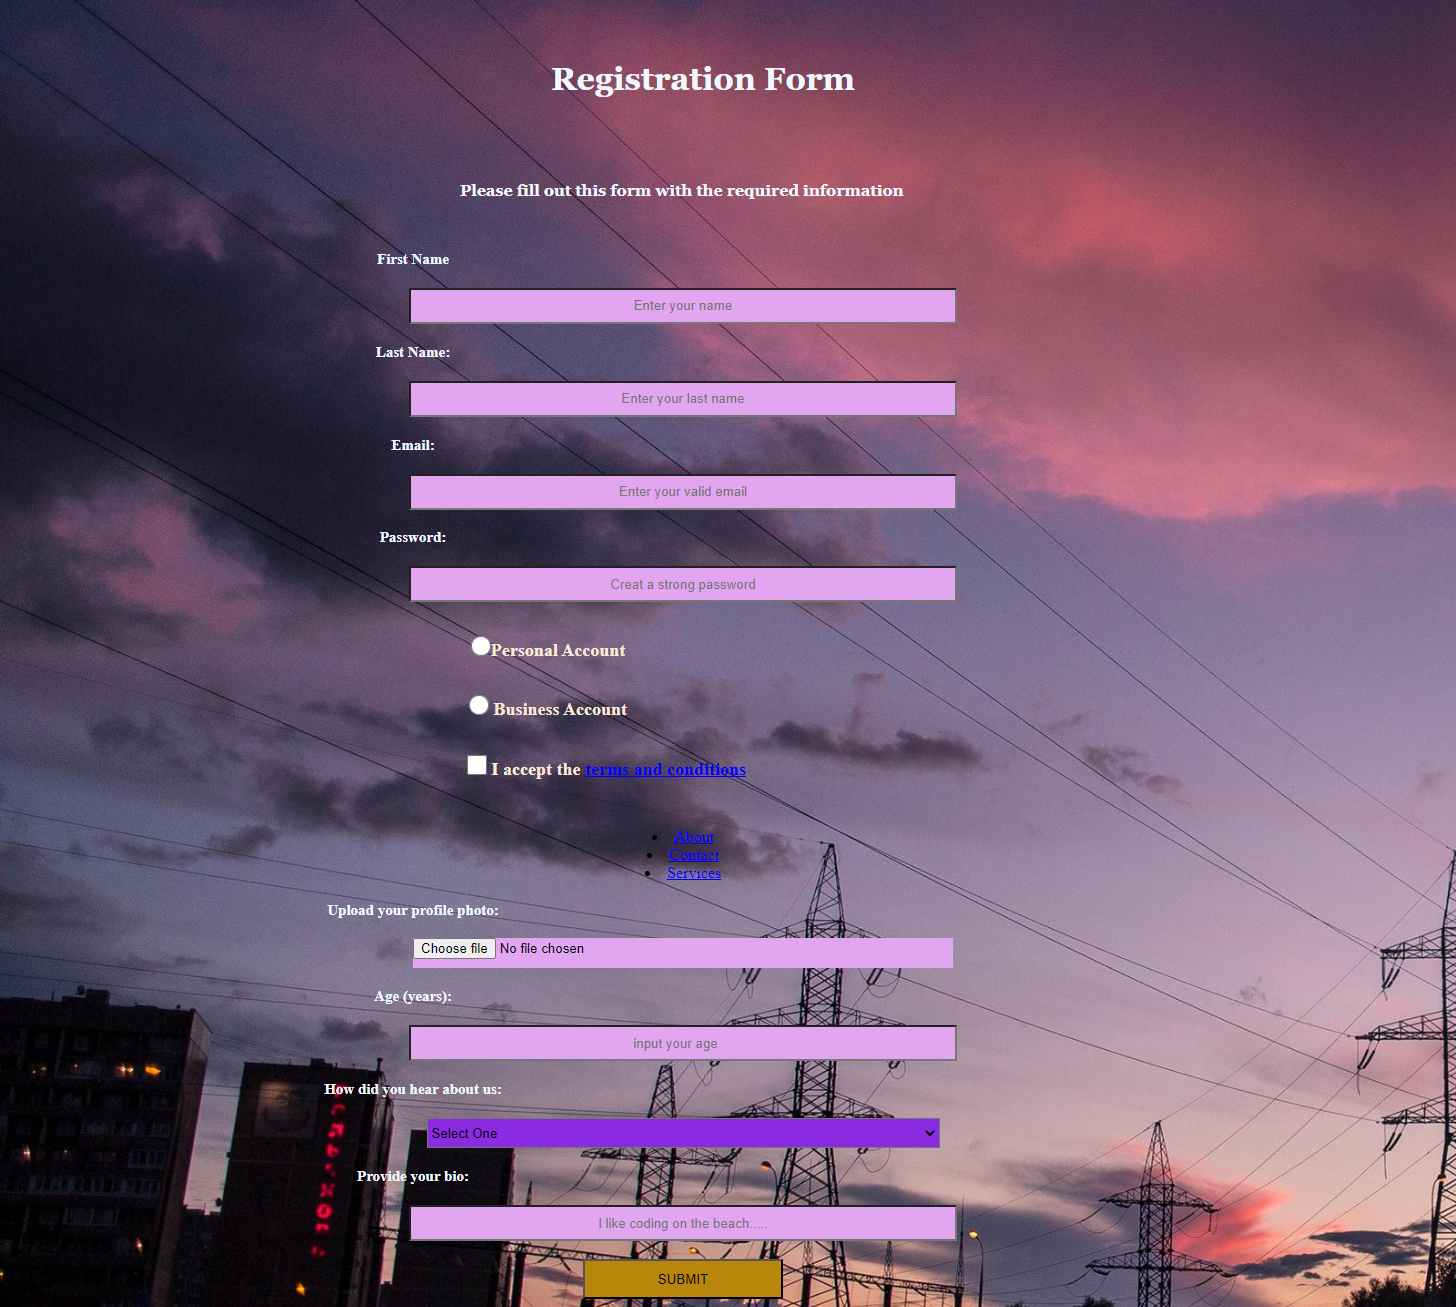 Registration Form
Please fill out this form with the required information
First Name
Enter your name
Last Name:
Enter your last name
Email:
Enter your valid email
Password:
Creat a strong password
Personal Account
Business Account
I accept the terms and conditions
About
Contact
Services
Upload your profile photo:
Choose file No file chosen
Age (years):
input your age
How did you hear about us:
Select One
Provide your bio:
I like coding on the beach.....
SUBMIT